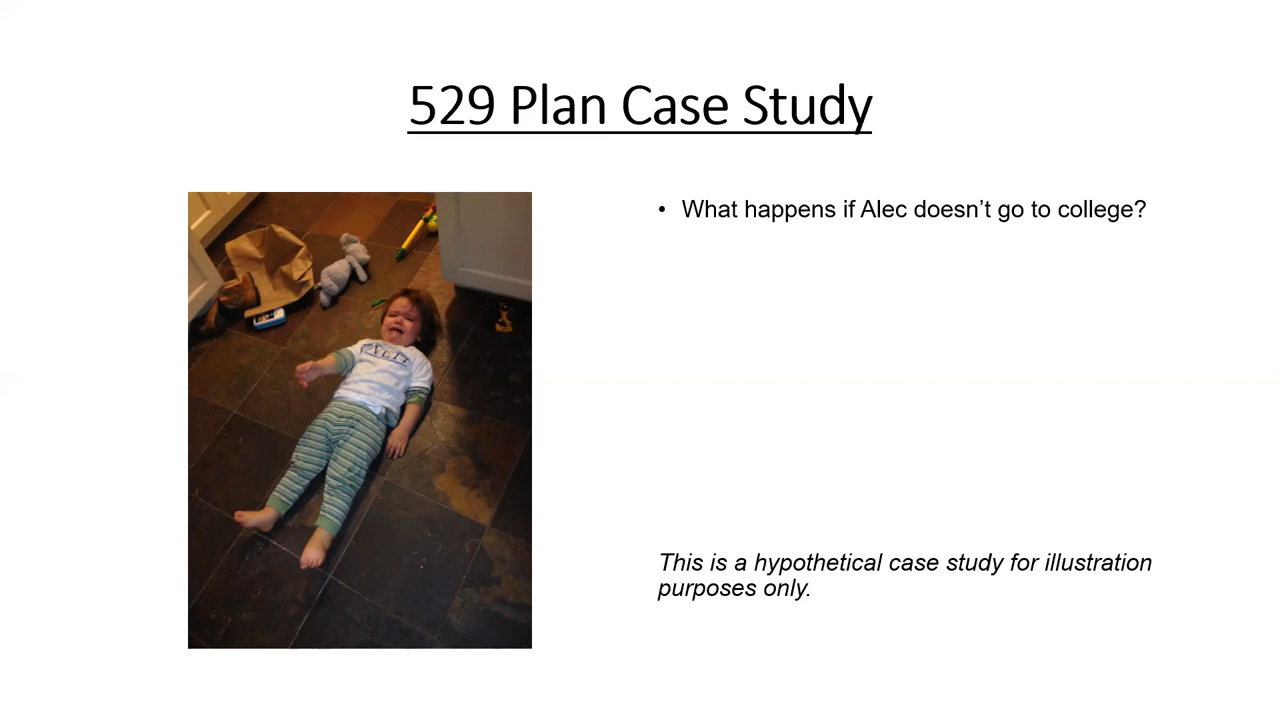 529 Plan Case Study
• What happens if Alec doesn’t go to college?
This is a hypothetical case study for illustration
purposes only.